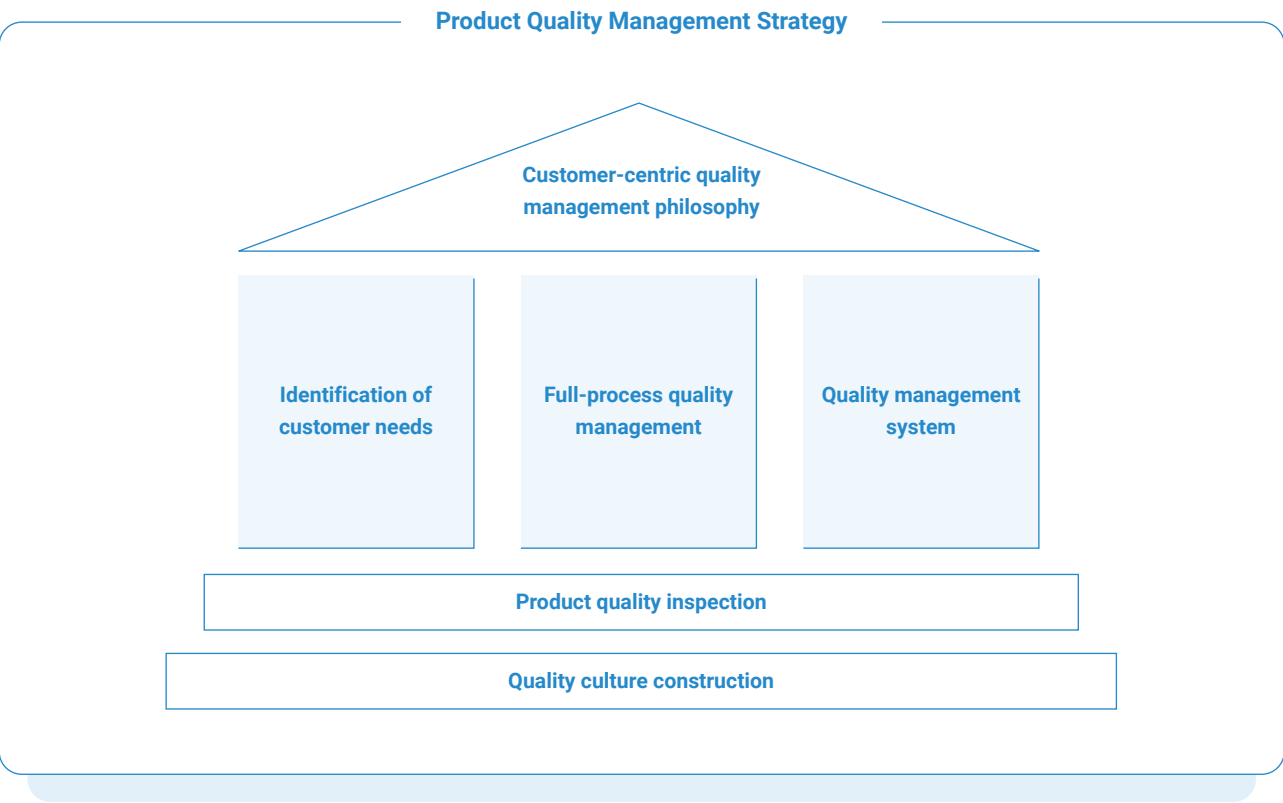 Product Quality Management Strategy
Customer-centric quality
management philosophy
Identification of
customer needs
Full-process quality
management
Quality management
system
Product quality inspection
Quality culture construction